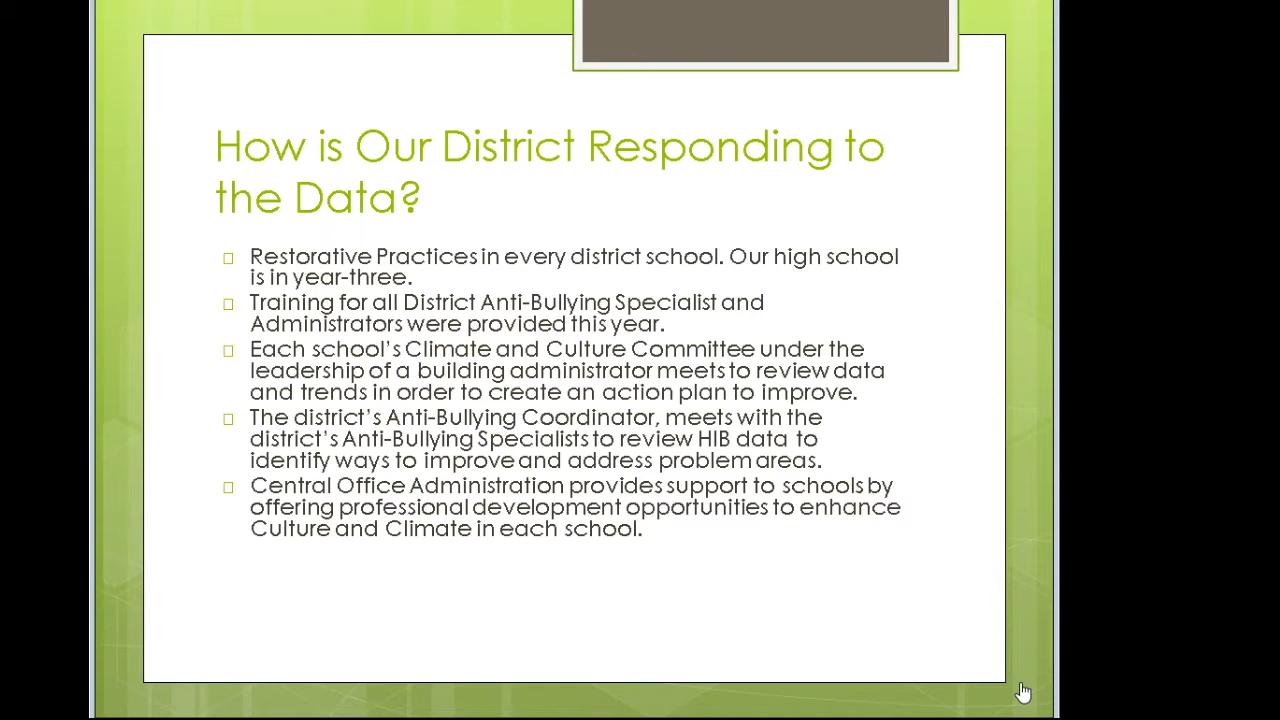 How is Our District Responding to
the Data?
Restorative Practices in every district school. Our high school
is in year-three.
Training for all District Anti-Bullying Specialist and
Administrators were provided this year.
Each school's Climate and Culture Committee under the
leadership of a building administrator meets to review data
and trends in order to create an action plan to improve.
The district's Anti-Bullying Coordinator, meets with the
district's Anti-Bullying Specialists to review HIB data to
identify ways to improve and address problem areas.
Central Office Administration provides support to schools by
offering professional development opportunities to enhance
Culture and Climate in each school.